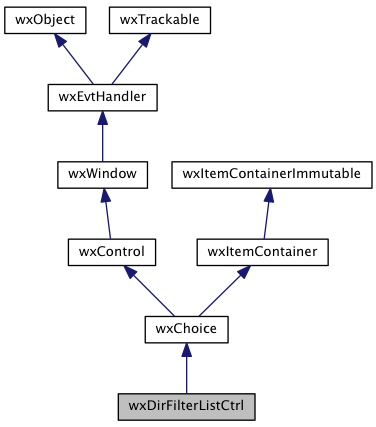 wxObject
wxTrackable
wxEvtHandler
wxWindow
wxItemContainerImmutable
wxControl
wxItemContainer
wxChoice
wxDirFilterListCtrl